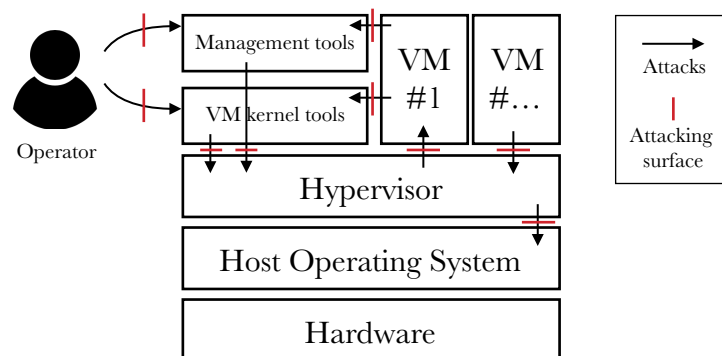 Management tools
VM kernel tools
VM
#1
VM
#...
Operator
Hypervisor
Host Operating System
Hardware
Attacks
Attacking
surface